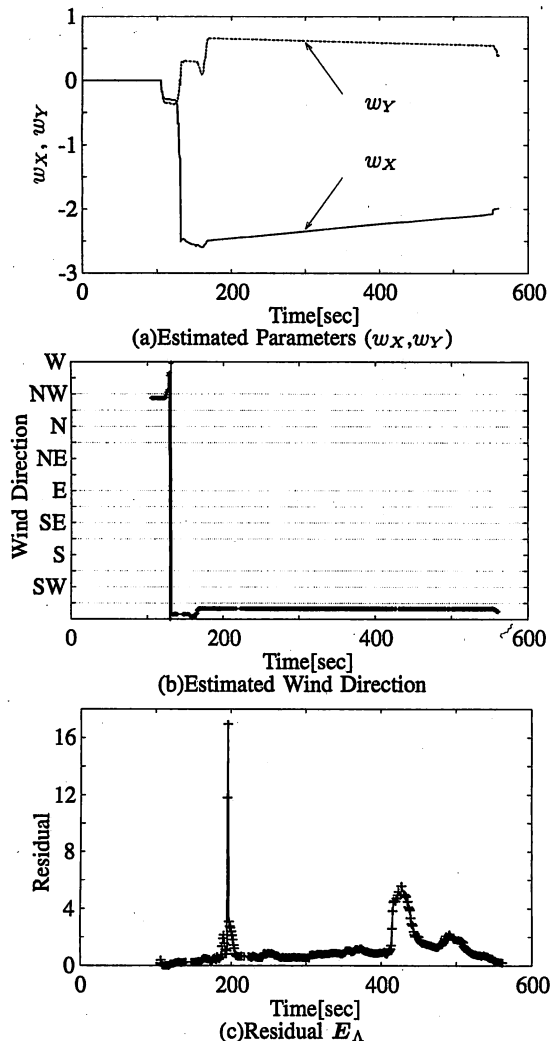 1
0
-1
-2
-3
w_X, w_Y
w_Y
w_X
0 200 400 600
Time[sec]
(a)Estimated Parameters (w_X,w_Y)
W
NW
N
NE
E
SE
S
SW
Wind Direction
0 200 400 600
Time[sec]
(b)Estimated Wind Direction
16
12
8
4
0
Residual
0 200 400 600
Time[sec]
(c)Residual E_Λ